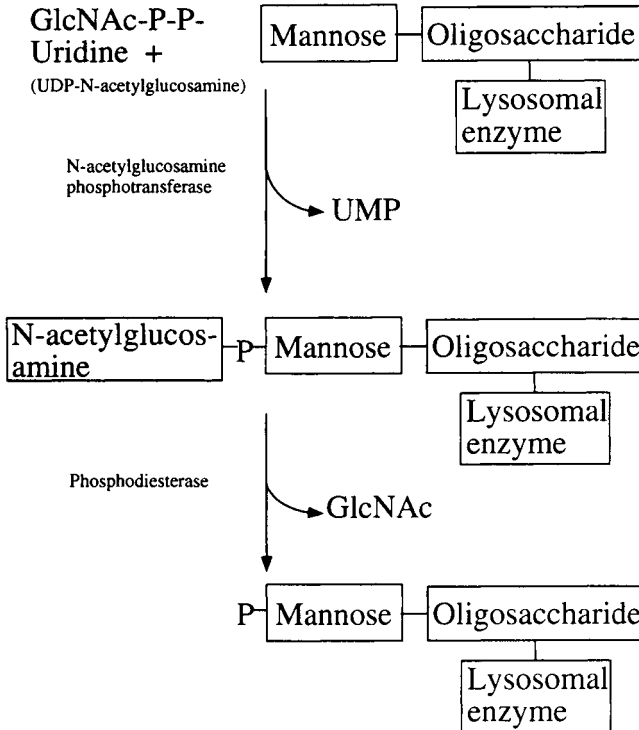 GlcNAc-P-P-
Uridine +
(UDP-N-acetylglucosamine)
Mannose
Oligosaccharide
Lysosomal
enzyme
N-acetylglucosamine
phosphotransferase
UMP
N-acetylglucos-
amine
P
Mannose
Oligosaccharide
Lysosomal
enzyme
Phosphodiesterase
GlcNAc
P
Mannose
Oligosaccharide
Lysosomal
enzyme